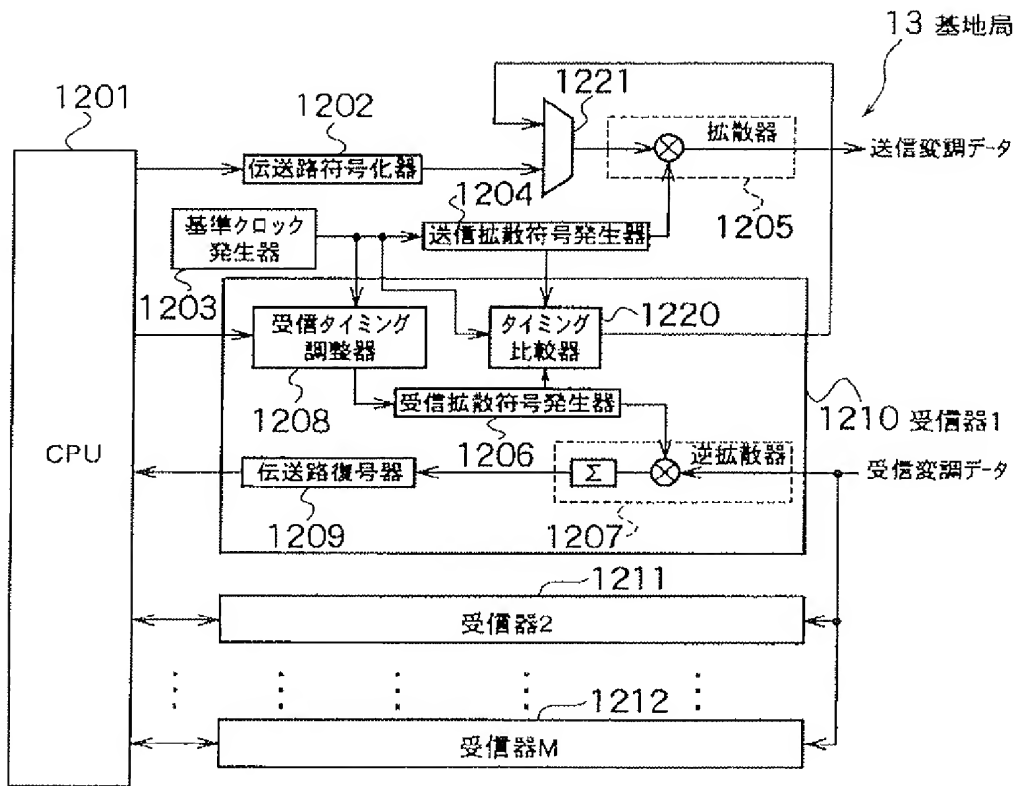 13 基地局
1201
1202
1221
拡散器
伝送路符号化器
送信変調データ
1204
1205
基準クロック
発生器
送信拡散符号発生器
1203
受信タイミング
調整器
タイミング
比較器
1220
1208
受信拡散符号発生器
1210 受信器1
CPU
1206
逆拡散器
伝送路復号器
Σ
受信変調データ
1209
1207
1211
受信器2
1212
受信器M